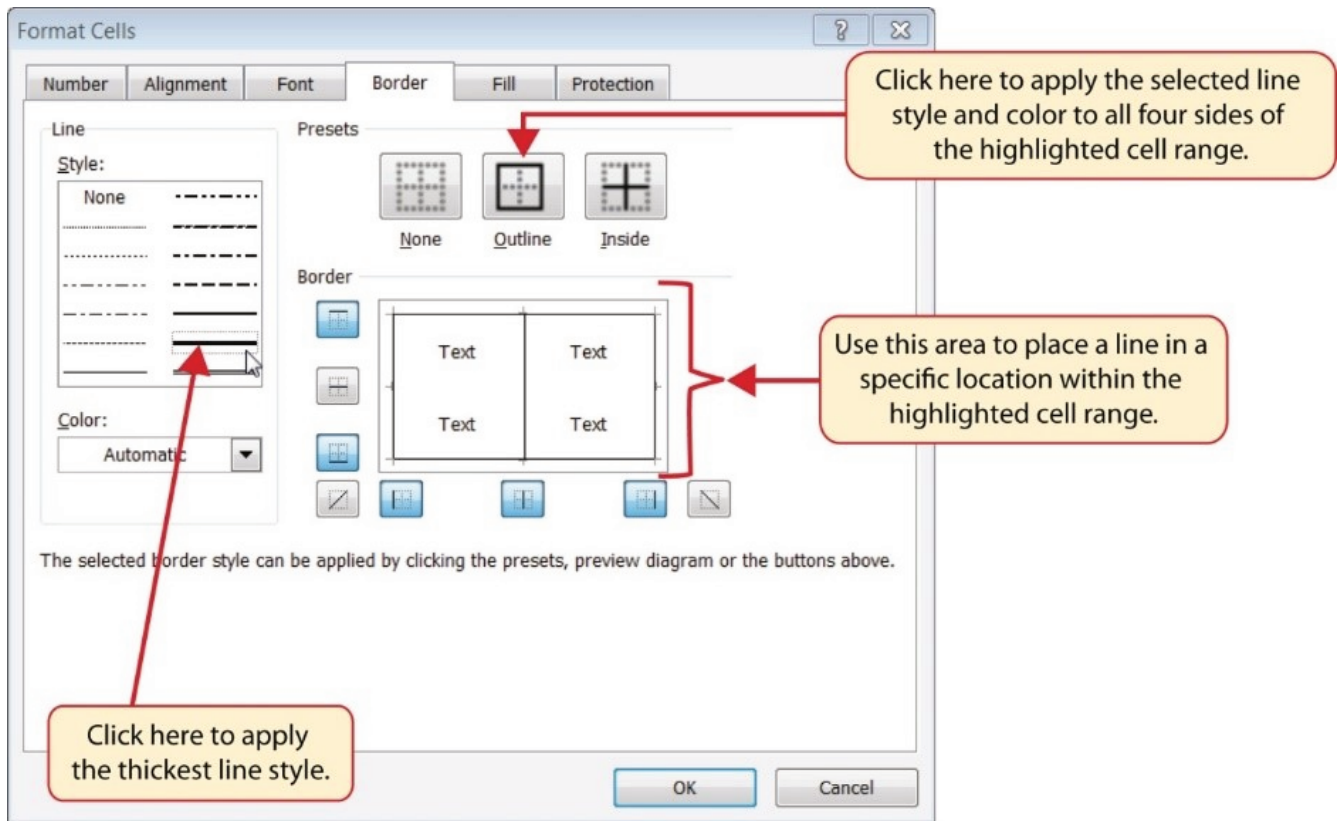 Format Cells
Number Alignment Font Border Fill Protection
Click here to apply the selected line
style and color to all four sides of
the highlighted cell range.
Line
Style:
None
Presets
None Outline Inside
Border
Text Text
Text Text
Use this area to place a line in a
specific location within the
highlighted cell range.
Color:
Automatic
The selected border style can be applied by clicking the presets, preview diagram or the buttons above.
Click here to apply
the thickest line style.
OK Cancel